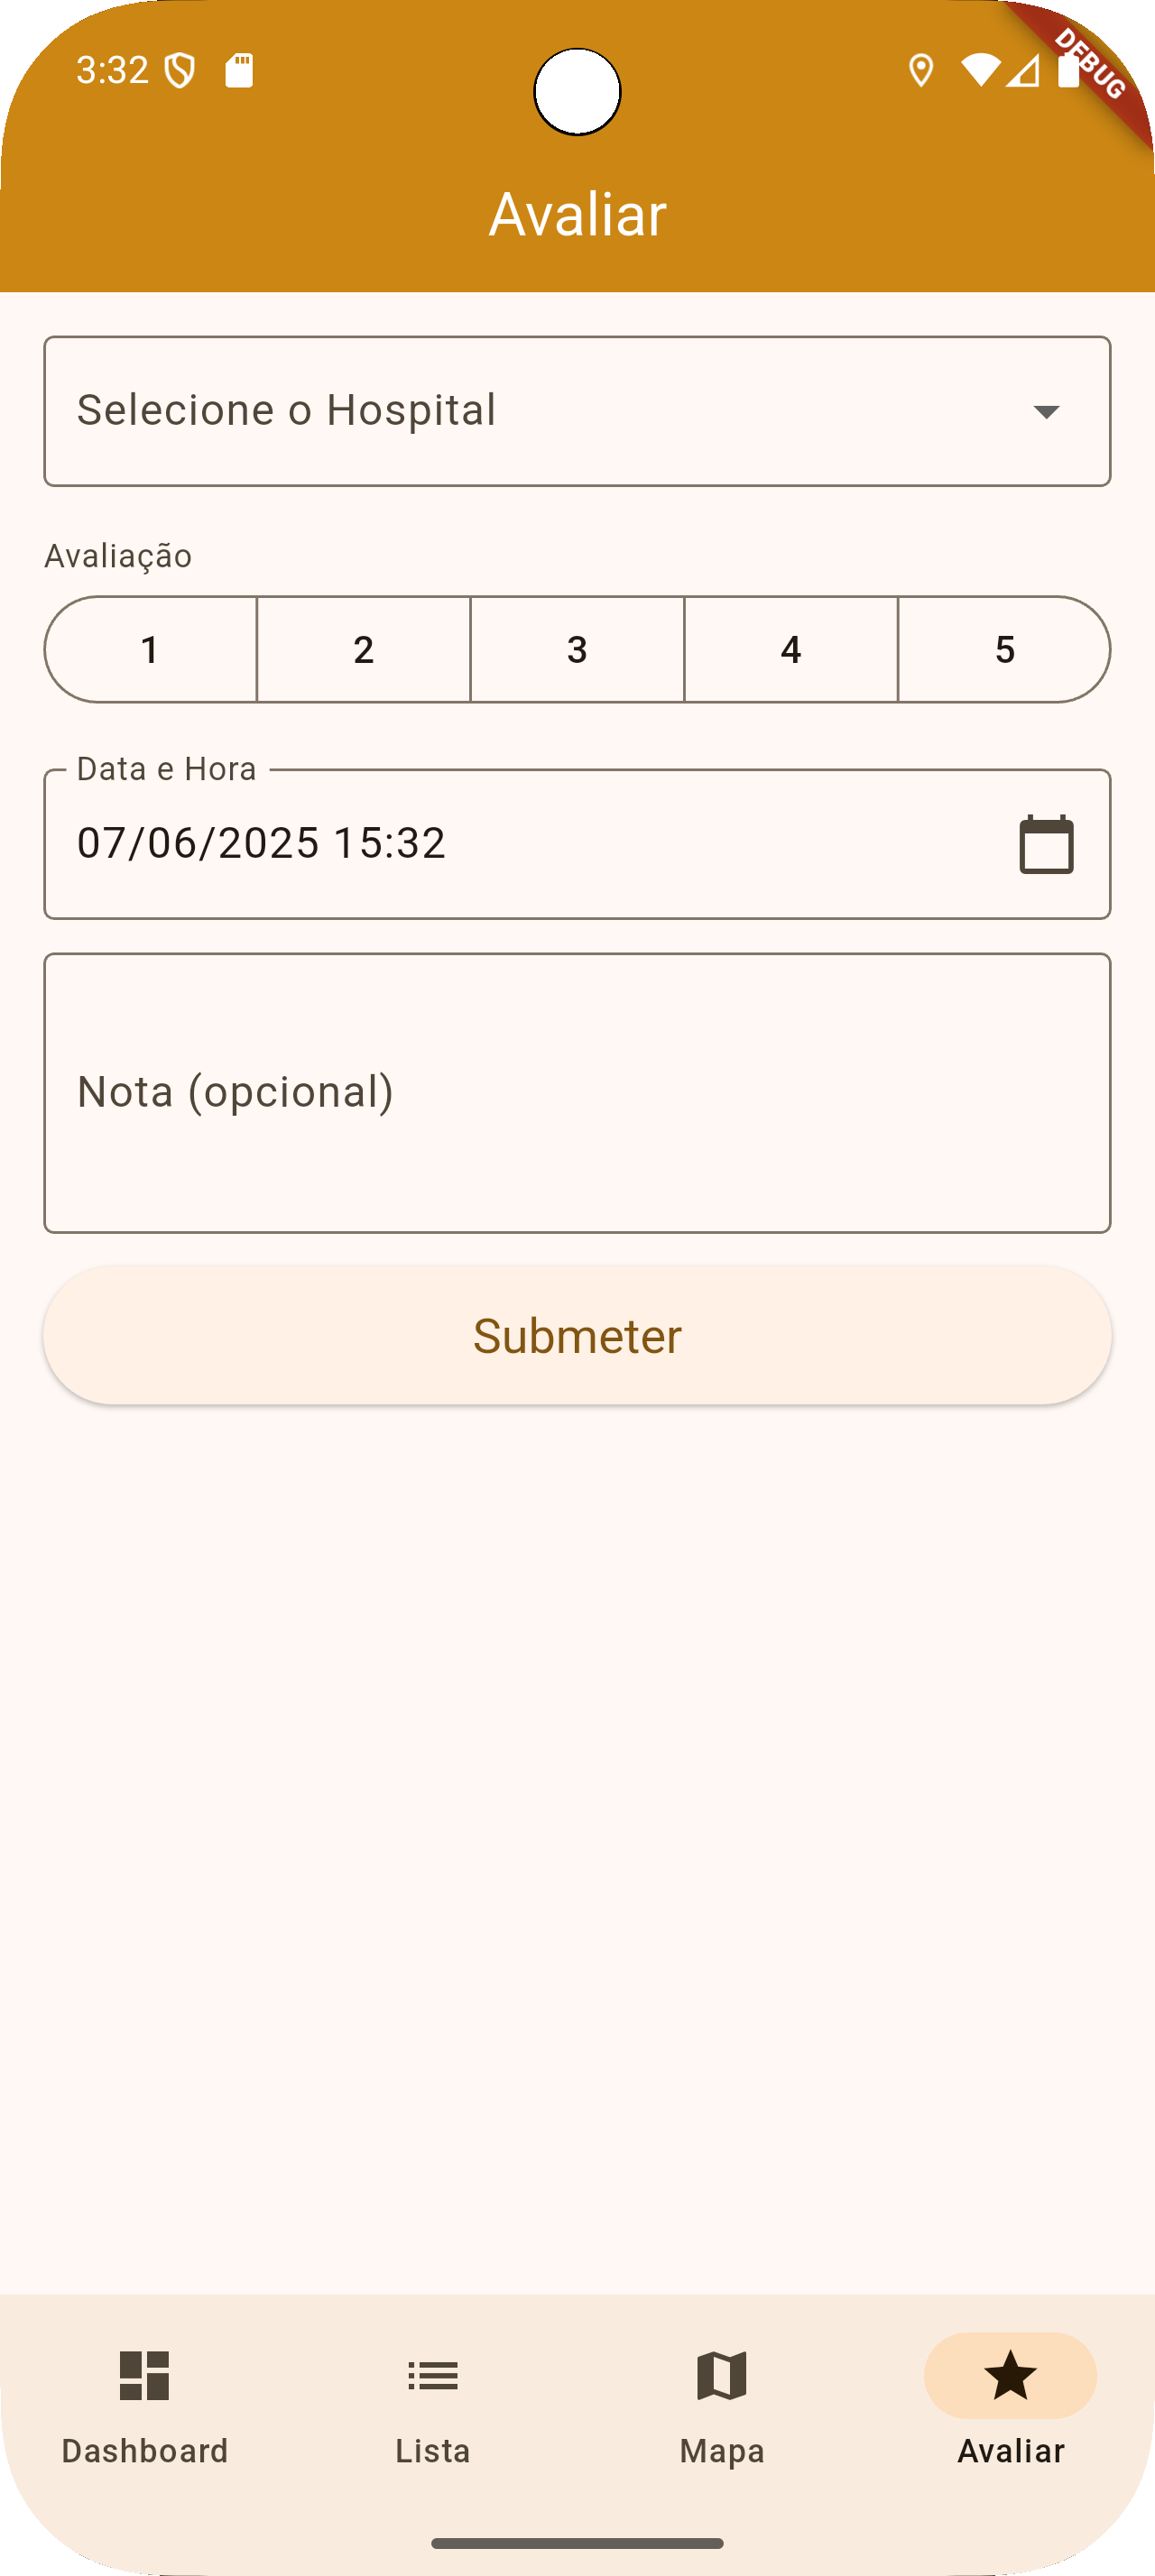 3:32
DEBUG
Avaliar
Selecione o Hospital
Avaliação
1 2 3 4 5
Data e Hora
07/06/2025 15:32
Nota (opcional)
Submeter
Dashboard Lista Mapa Avaliar